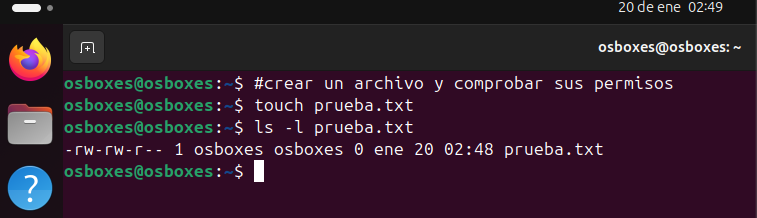 20 de ene 02:49
osboxes@osboxes: ~
osboxes@osboxes:~$ #crear un archivo y comprobar sus permisos
osboxes@osboxes:~$ touch prueba.txt
osboxes@osboxes:~$ ls -l prueba.txt
-rw-rw-r-- 1 osboxes osboxes 0 ene 20 02:48 prueba.txt
osboxes@osboxes:~$
?